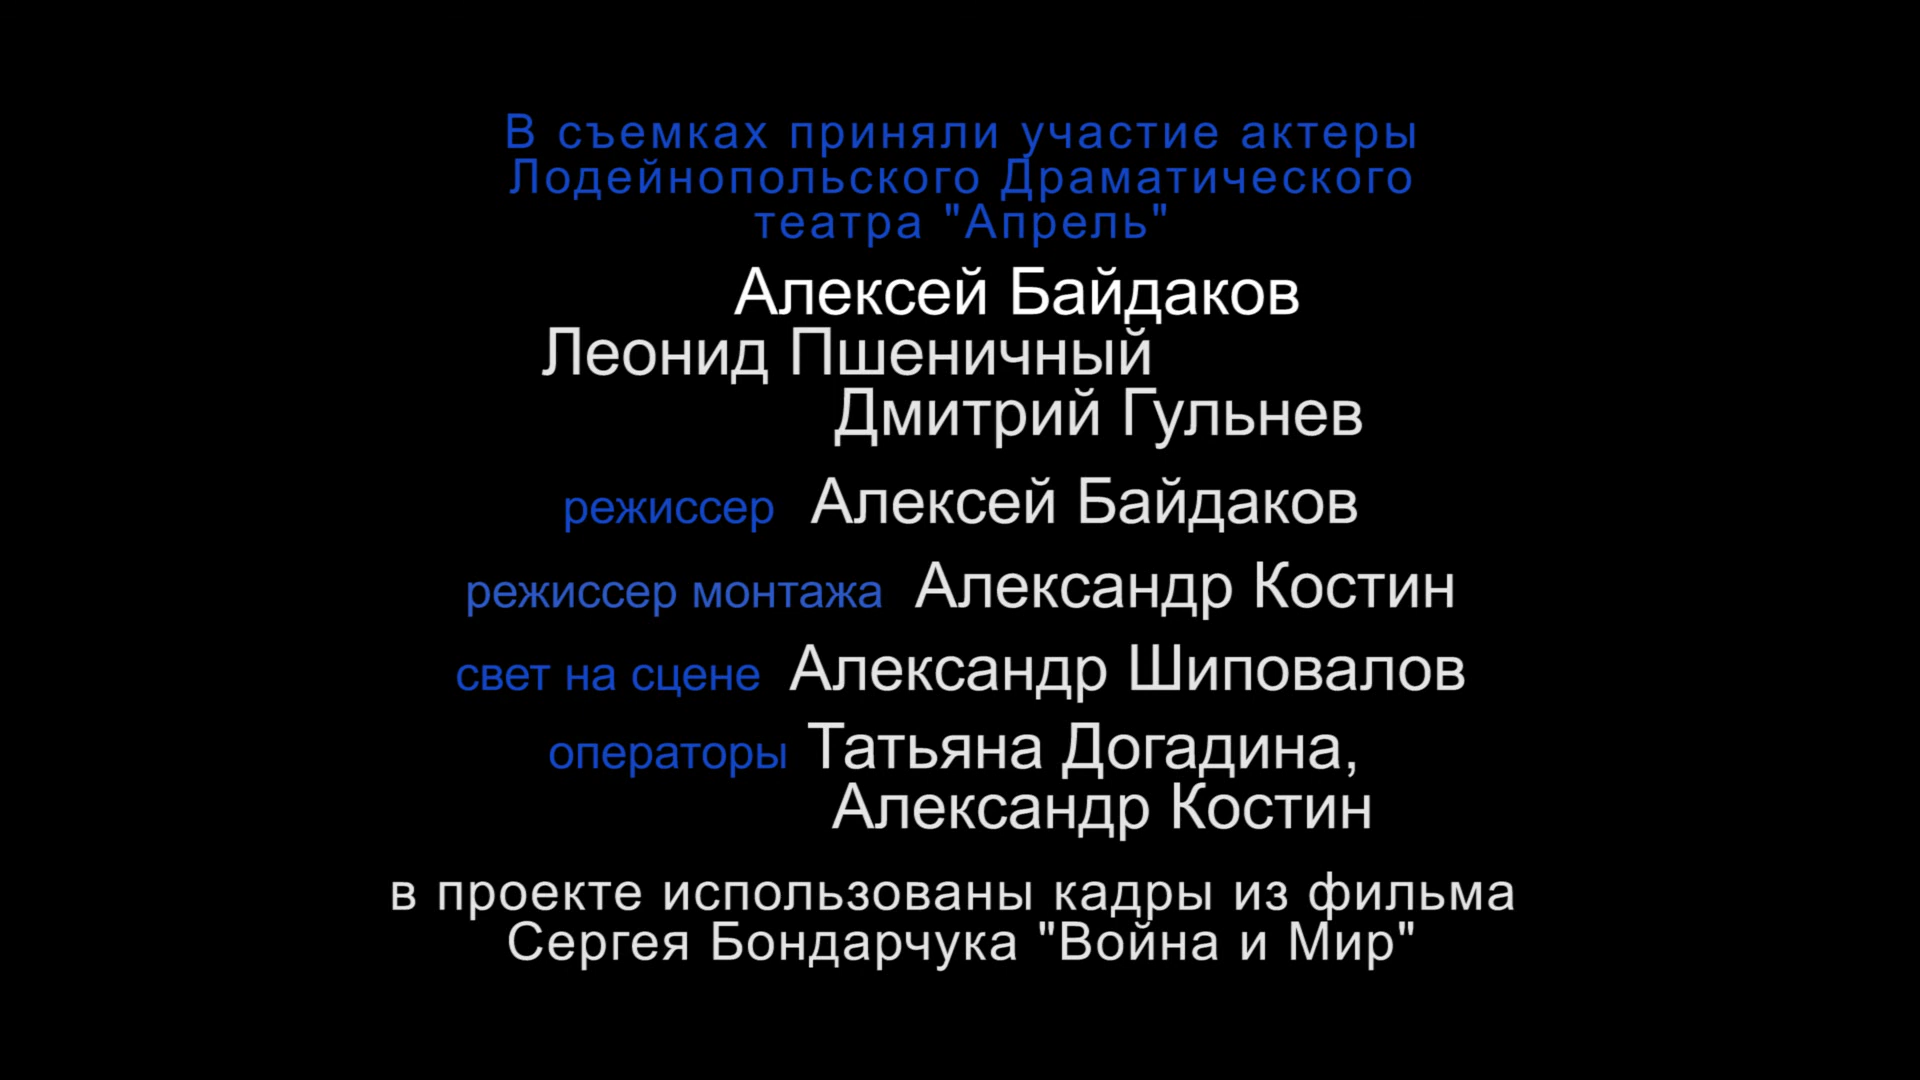 В съемках приняли участие актеры
Лодейнопольского Драматического
театра "Апрель"
Алексей Байдаков
Леонид Пшеничный
Дмитрий Гульнев
режиссер Алексей Байдаков
режиссер монтажа Александр Костин
свет на сцене Александр Шиповалов
операторы Татьяна Догадина,
Александр Костин
в проекте использованы кадры из фильма
Сергея Бондарчука "Война и Мир"